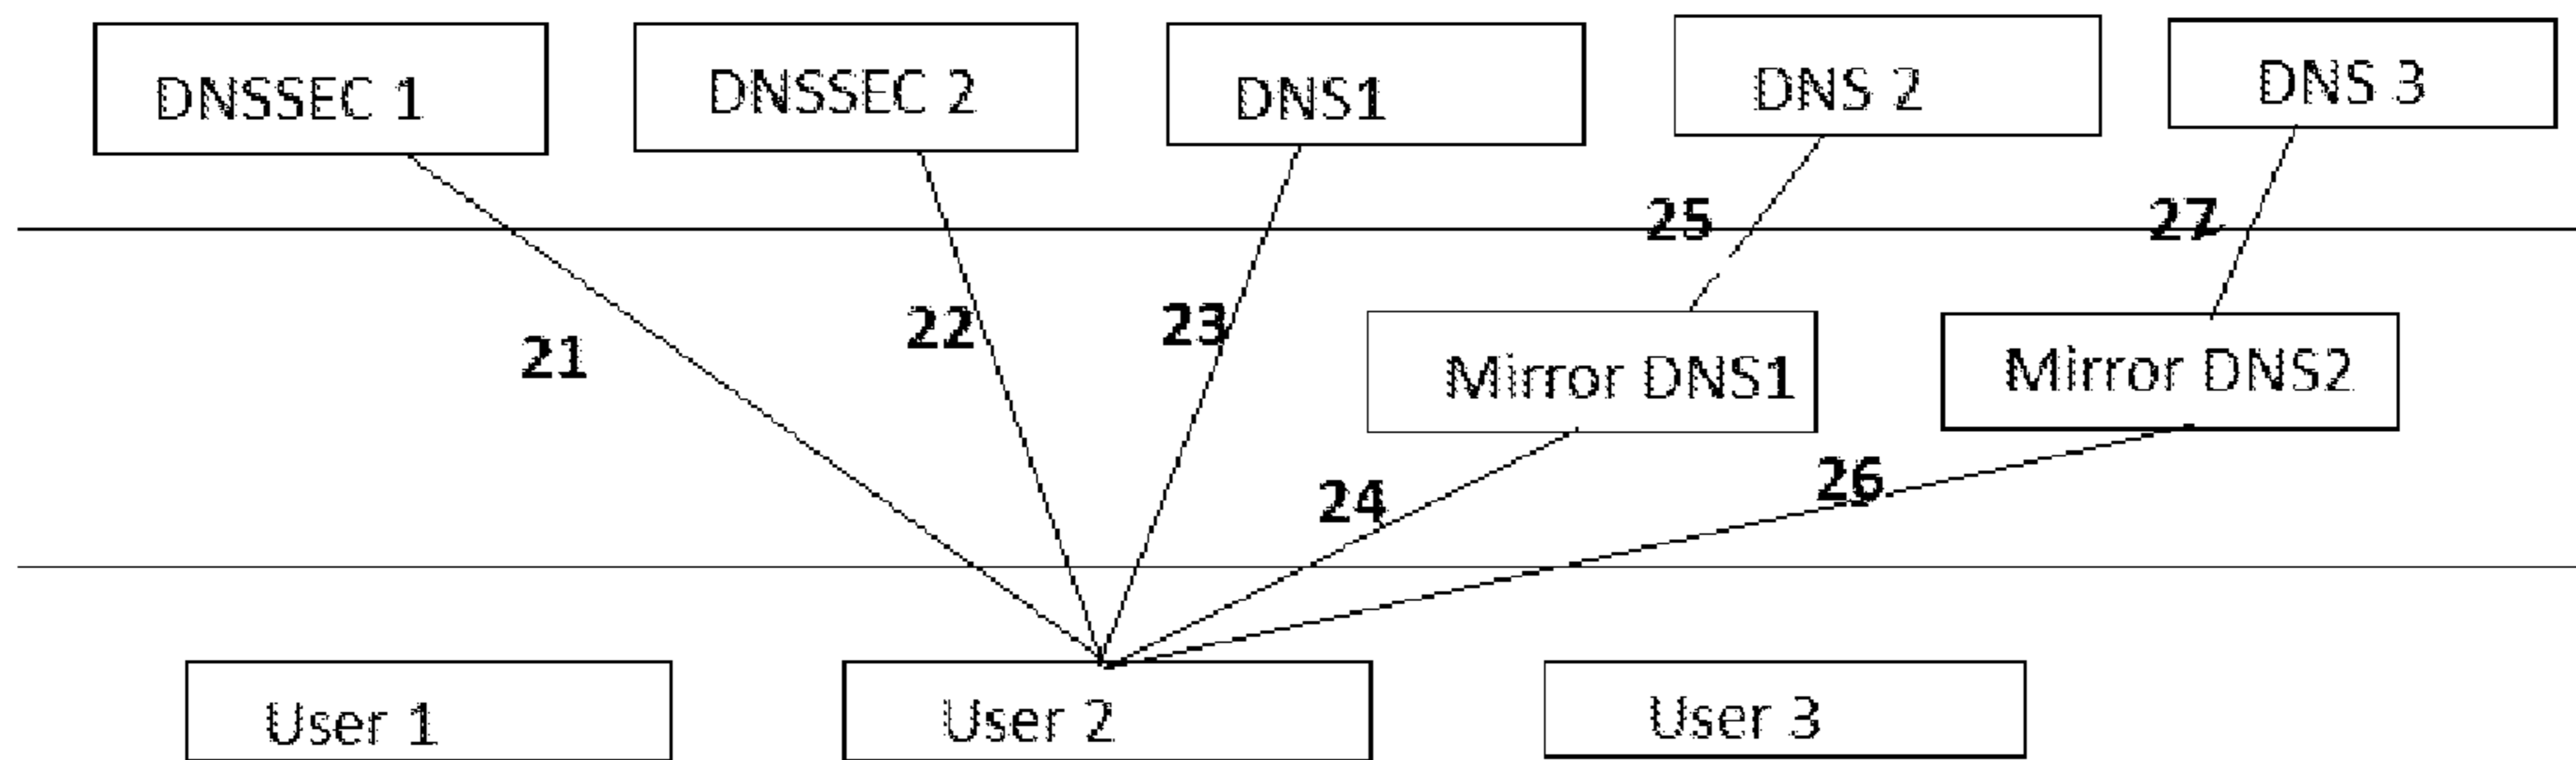 DNSSEC 1
DNSSEC 2
DNS1
DNS 2
DNS 3
25
27
21
22
23
Mirror DNS1
Mirror DNS2
24
26
User 1
User 2
User 3